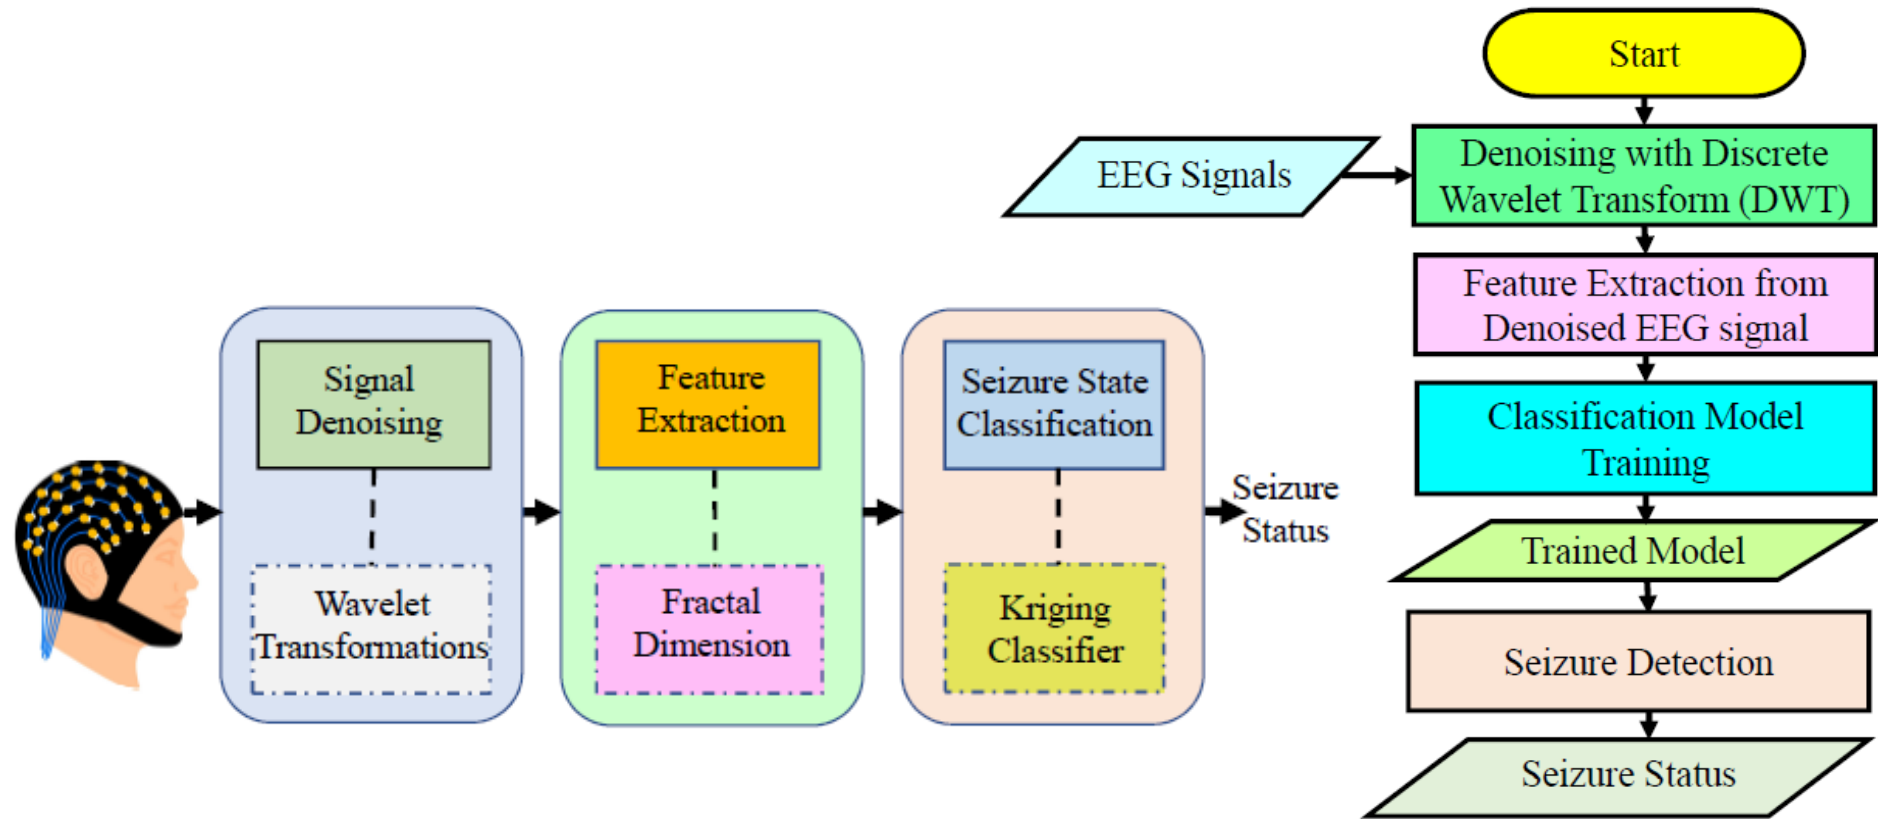 Signal
Denoising
Wavelet
Transformations
Feature
Extraction
Fractal
Dimension
Seizure State
Classification
Kriging
Classifier
Seizure
Status
Start
EEG Signals
Denoising with Discrete
Wavelet Transform (DWT)
Feature Extraction from
Denoised EEG signal
Classification Model
Training
Trained Model
Seizure Detection
Seizure Status